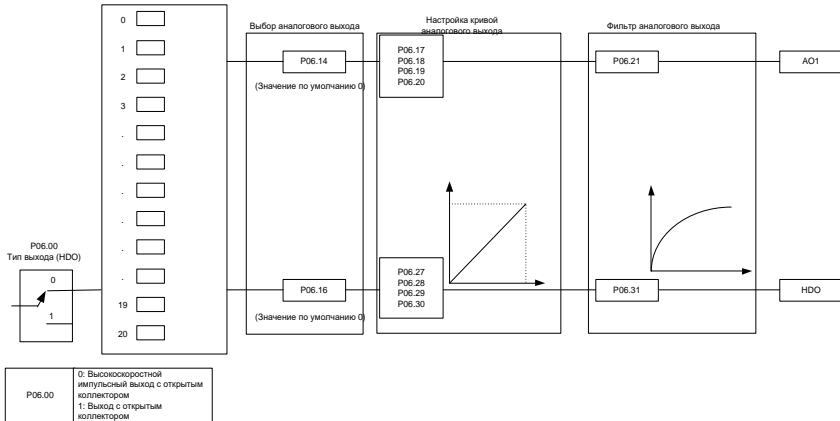 0
1
2
3
.
.
.
.
.
.
19
20
P06.00
Тип выхода (HDO)
0
1
Выбор аналогового выхода
P06.14
(Значение по умолчанию 0)
P06.16
(Значение по умолчанию 0)
Настройка кривой
аналогового выхода
P06.17
P06.18
P06.19
P06.20
P06.27
P06.28
P06.29
P06.30
Фильтр аналогового выхода
P06.21
P06.31
AO1
HDO
P06.00
0: Высокоскоростной
импульсный выход с открытым
коллектором
1: Выход с открытым
коллектором